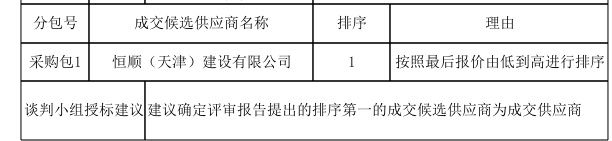 分包号 成交候选供应商名称 排序 理由
采购包1 恒顺（天津）建设有限公司 1 按照最后报价由低到高进行排序
谈判小组授标建议 建议确定评审报告提出的排序第一的成交候选供应商为成交供应商